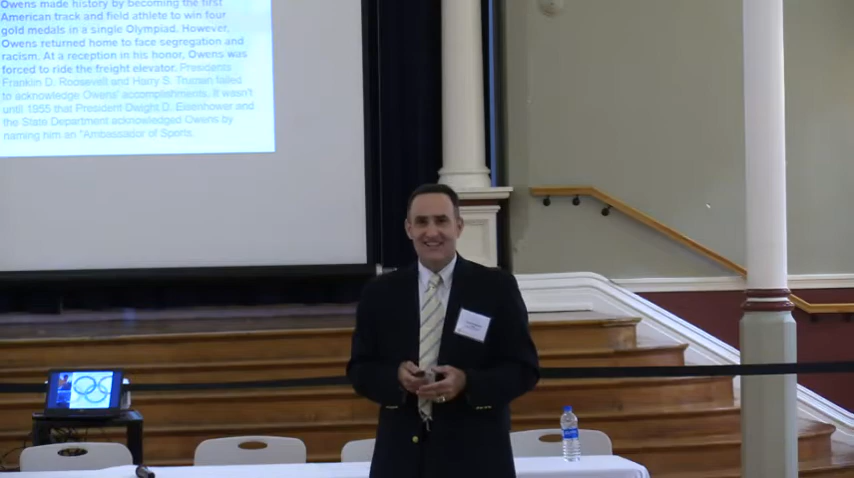 Owens made history by becoming the first
American track and field athlete to win four
gold medals in a single Olympiad. However,
Owens returned home to face segregation and
racism. At a reception in his honor, Owens was
forced to ride the freight elevator. Presidents
Franklin D. Roosevelt and Harry S. Truman failed
to acknowledge Owens' accomplishments. It wasn't
until 1955 that President Dwight D. Eisenhower and
the State Department acknowledged Owens by
naming him an "Ambassador of Sports.